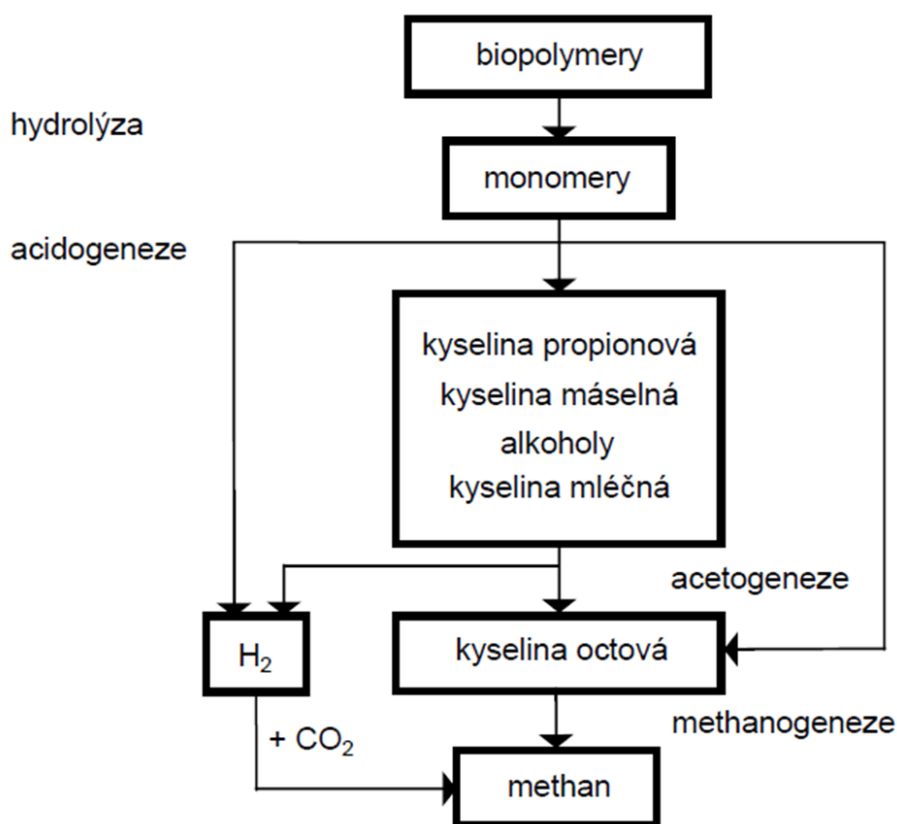 biopolymery
hydrolýza
monomery
acidogeneze
kyselina propionová
kyselina máselná
alkoholy
kyselina mléčná
acetogeneze
H₂
kyselina octová
methanogeneze
+ CO₂
methan